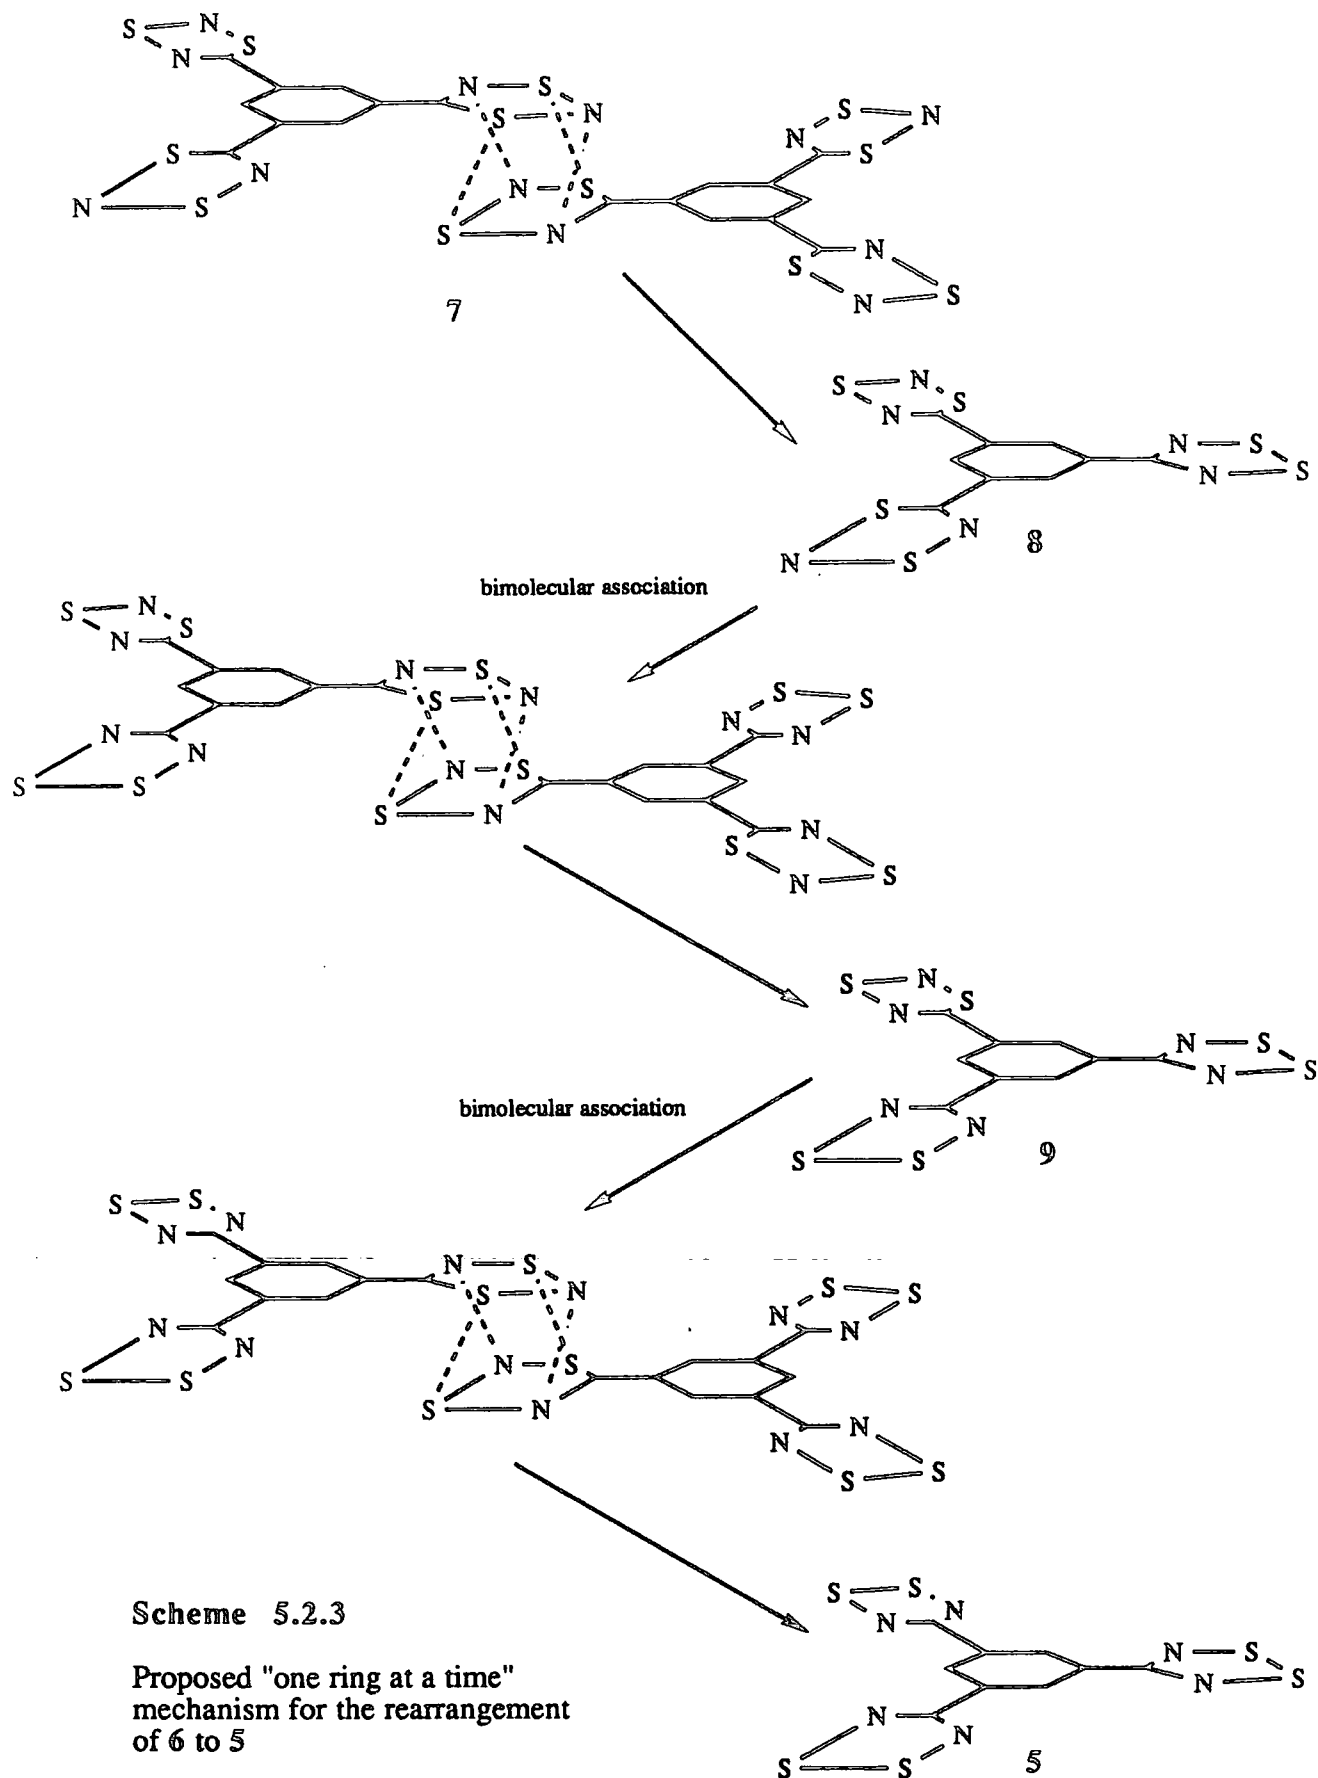 S N
N S
N S
S N
S N
N S
S N
N S
S N
N S
S N
S N
N S
7
S N
N S
N S
N S
S N
N S
8
bimolecular association
S N
N S
N S
S N
N N
S S
N S
S N
S S
N N
S N
N S
S N
N S
N S
N S
N N
S S
9
bimolecular association
S S
N N
N S
S N
N N
S S
N S
S N
S S
N N
N N
S S
Scheme 5.2.3
Proposed "one ring at a time"
mechanism for the rearrangement
of 6 to 5
S S
N N
N S
N S
N N
S S
5